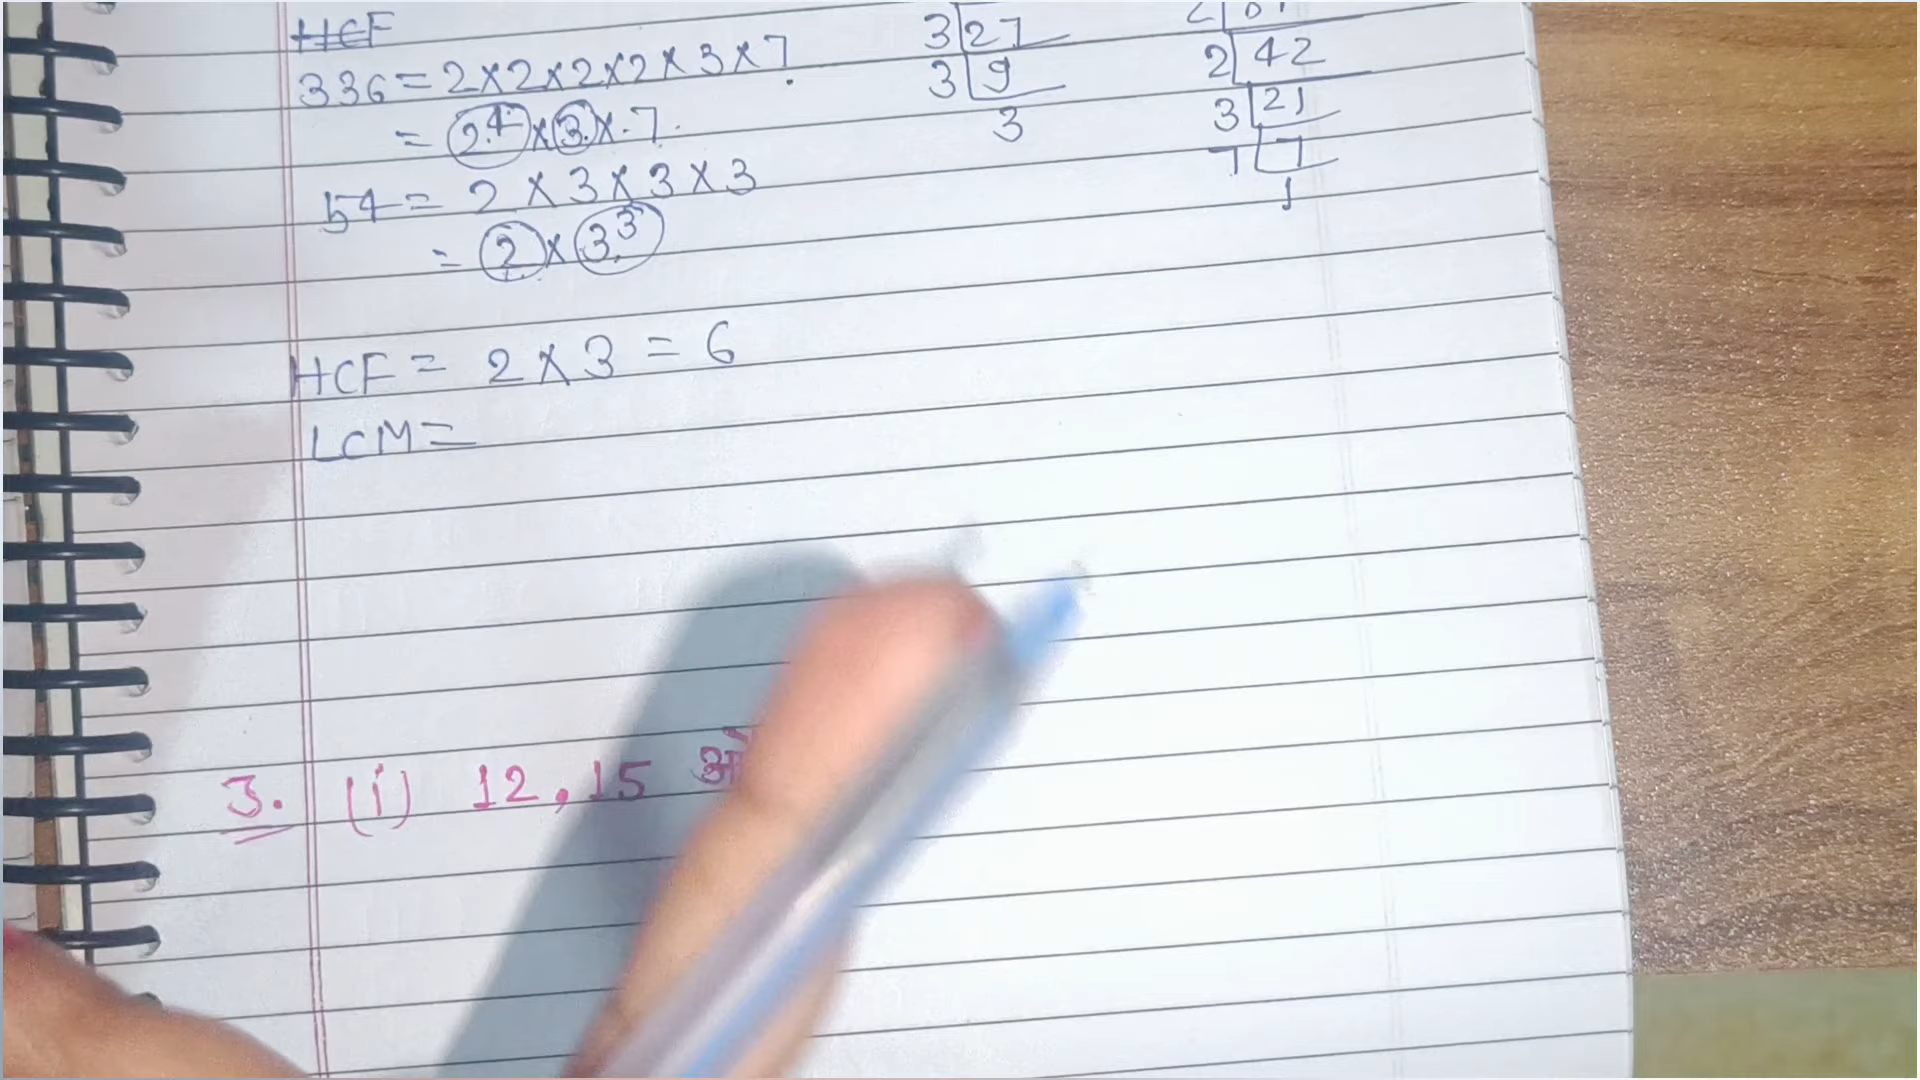 HCF
336 = 2×2×2×2×3×7
= 2⁴×3×7
54 = 2×3×3×3
= 2×3³
HCF = 2×3 = 6
LCM =
3 27
3 9
3
2 42
3 21
7 7
1
3. (i) 12, 15